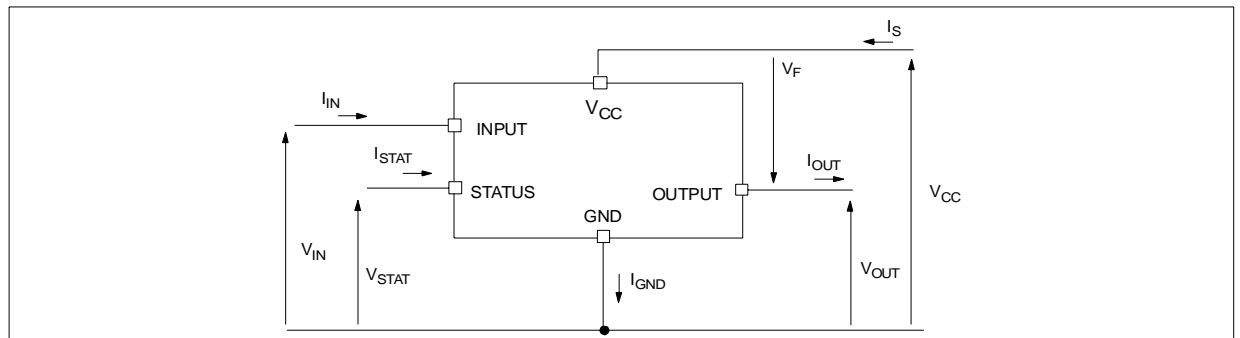 I_S
V_F
V_CC
I_IN
INPUT
I_STAT
STATUS
I_OUT
OUTPUT
GND
V_CC
V_IN
V_STAT
I_GND
V_OUT